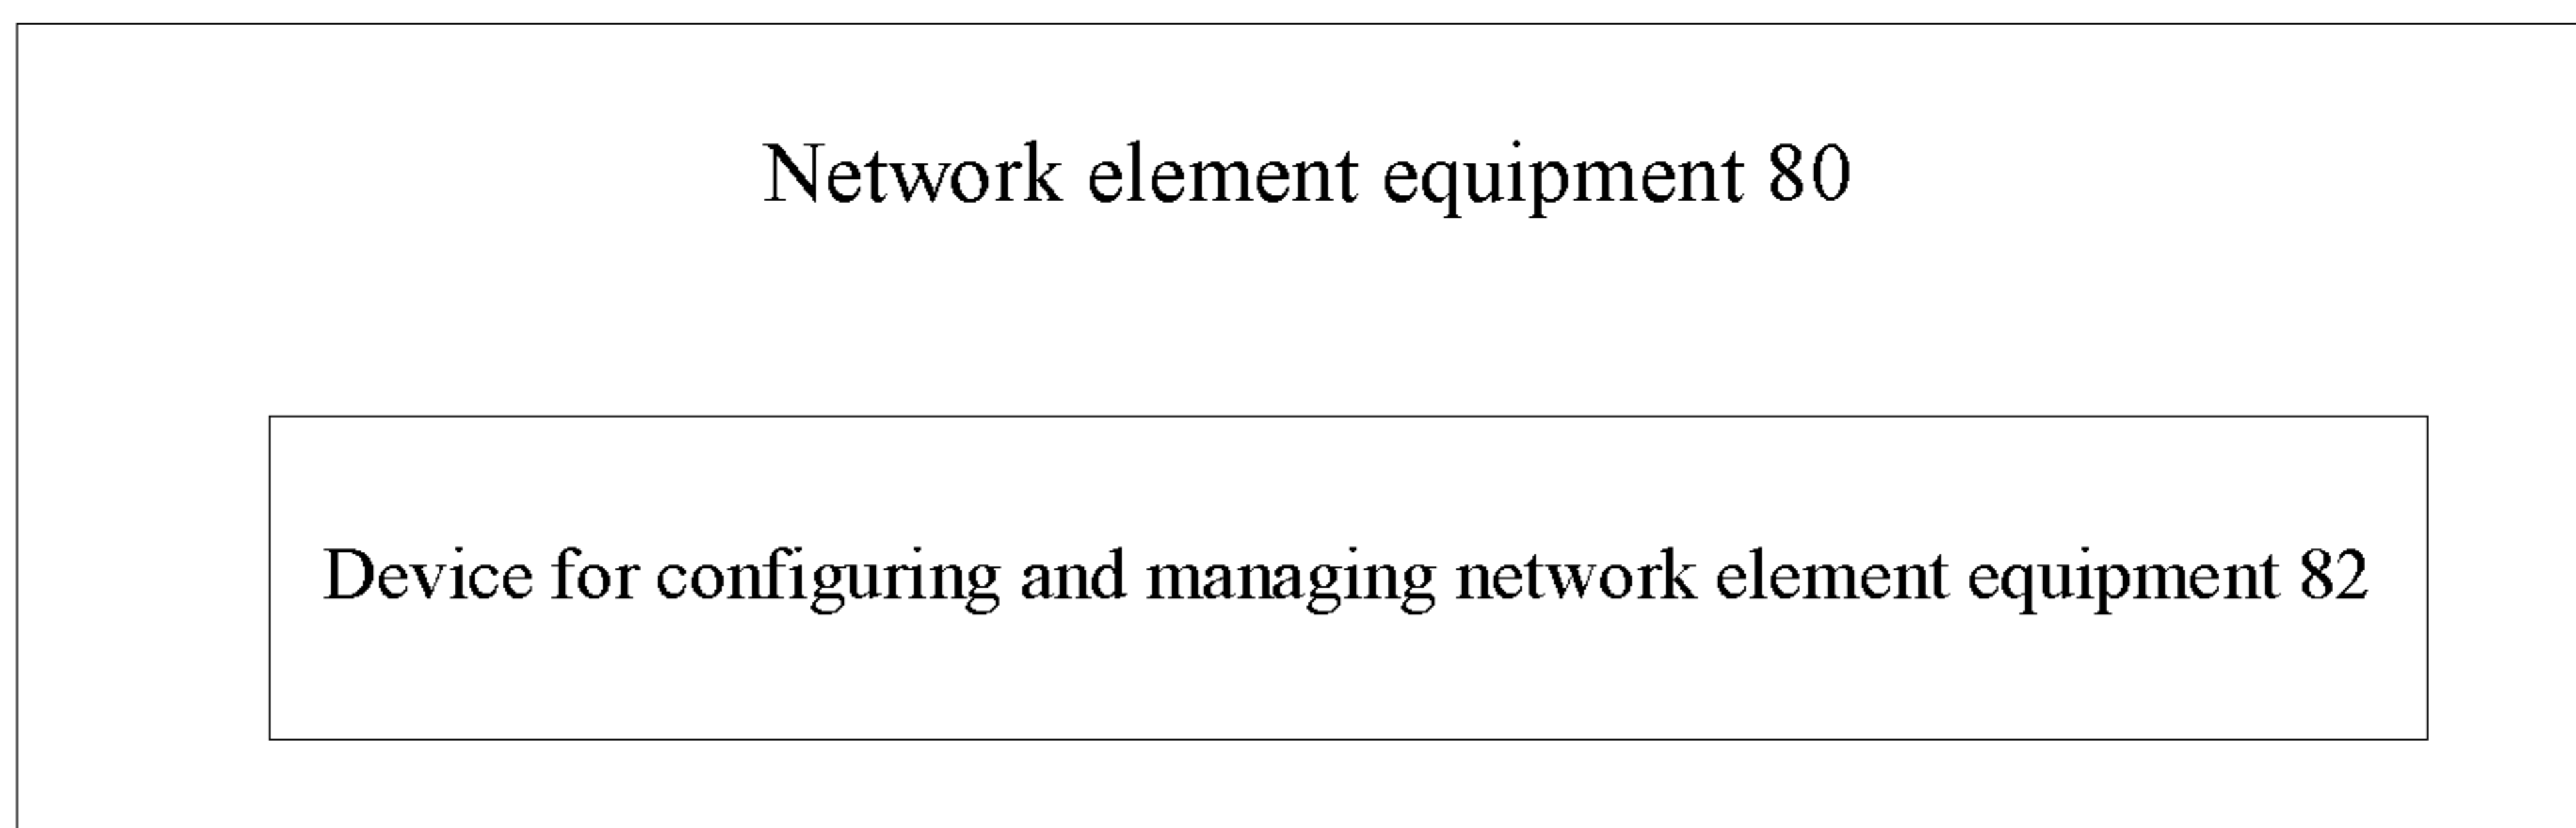 Network element equipment 80
Device for configuring and managing network element equipment 82